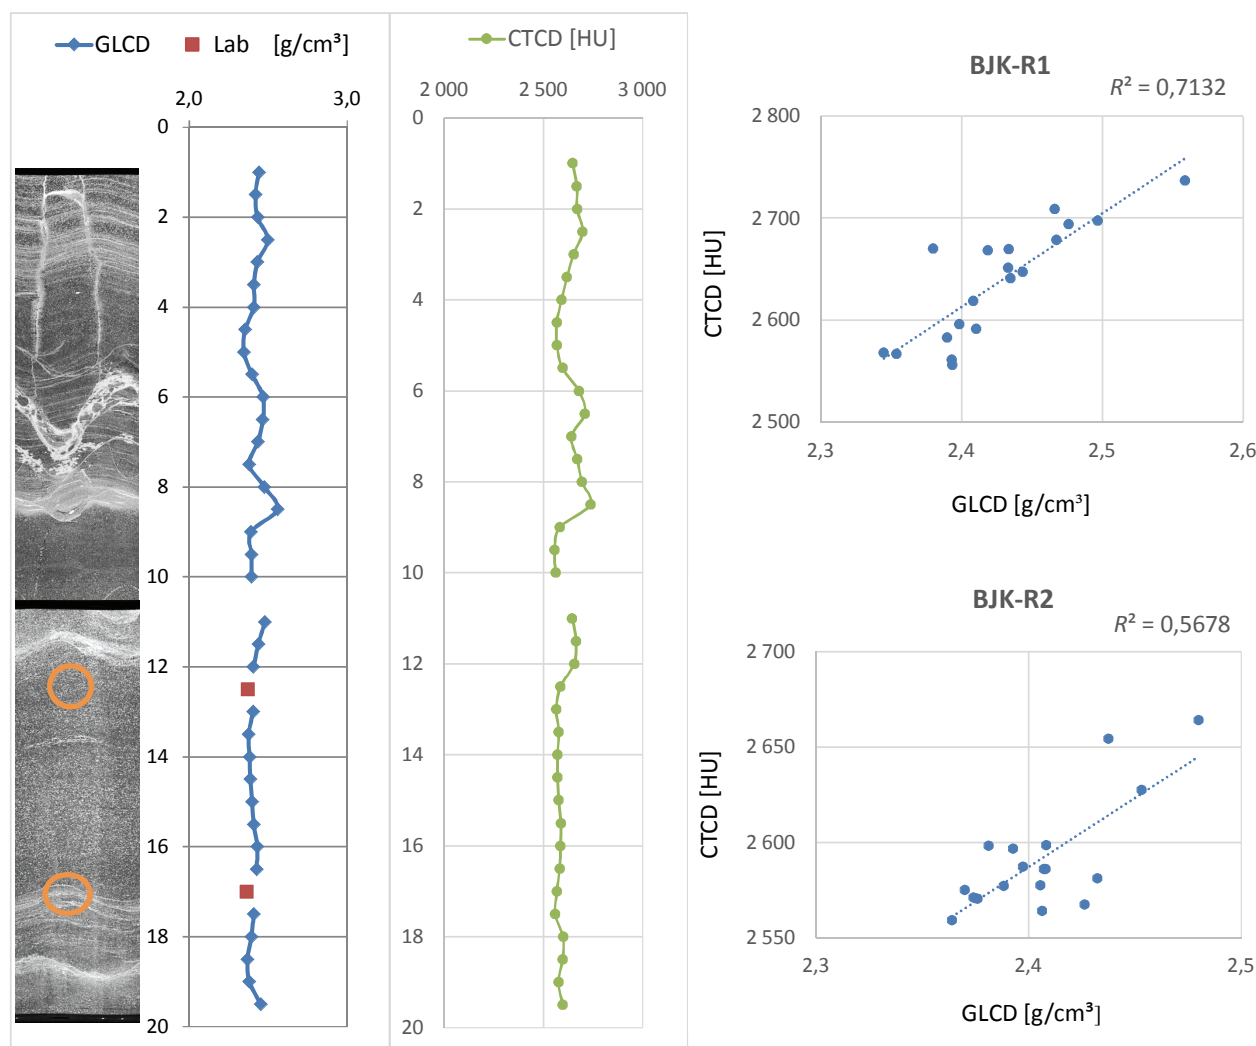 GLCD Lab [g/cm³]
2,0 3,0
0
2
4
6
8
10
12
14
16
18
20
CTCD [HU]
2 000 2 500 3 000
0
2
4
6
8
10
12
14
16
18
20
BJK-R1
R² = 0,7132
2 800
2 700
2 600
2 500
2,3 2,4 2,5 2,6
CTCD [HU]
GLCD [g/cm³]
BJK-R2
R² = 0,5678
2 700
2 650
2 600
2 550
2,3 2,4 2,5
CTCD [HU]
GLCD [g/cm³]